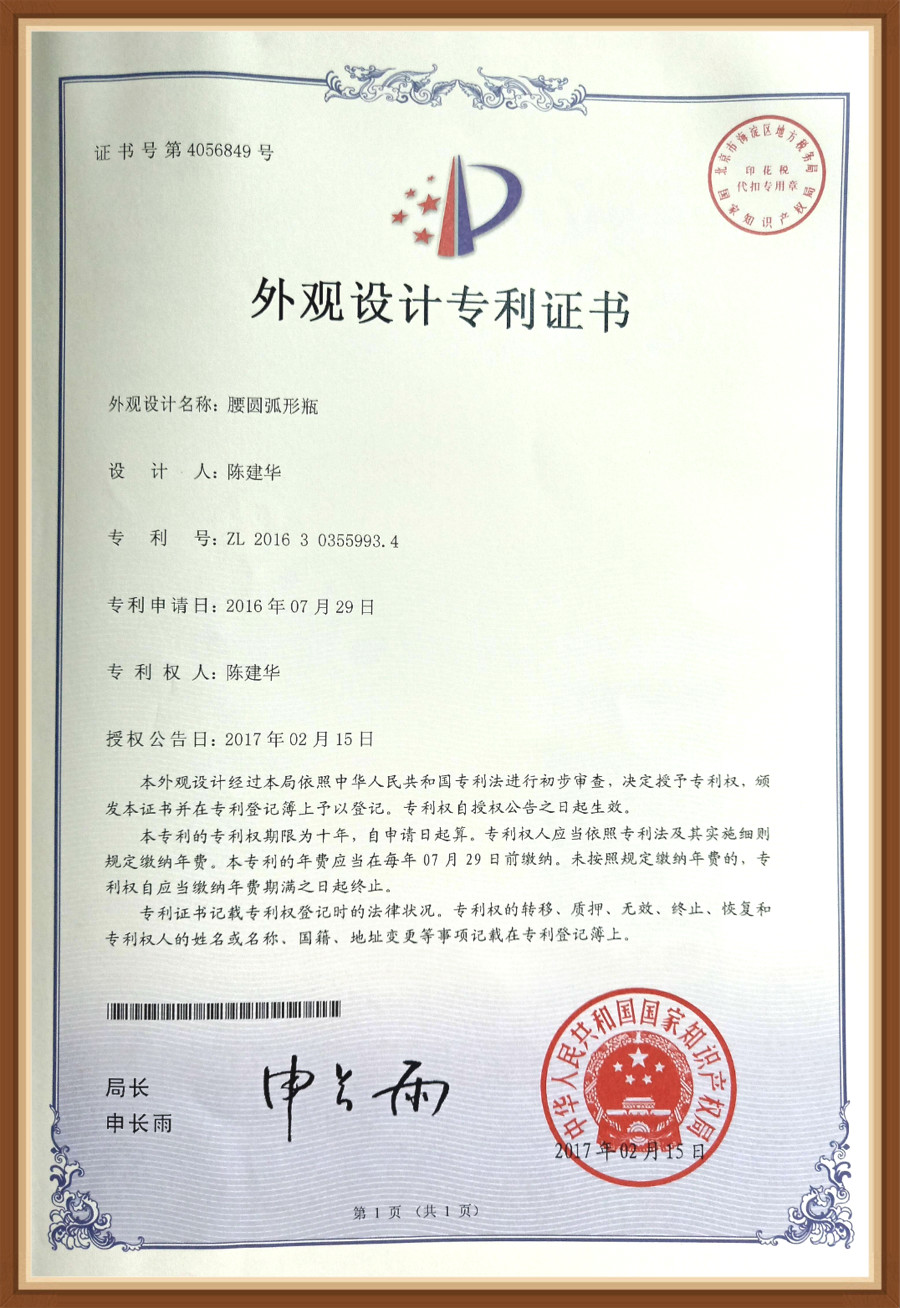 证书号第4056849号
北京市海淀区地方税务局
印花税
代扣专用章
国家知识产权局
外观设计专利证书
外观设计名称：腰圆弧形瓶
设计人：陈建华
专利号：ZL 2016 3 0355993.4
专利申请日：2016年07月29日
专利权人：陈建华
授权公告日：2017年02月15日
本外观设计经过本局依照中华人民共和国专利法进行初步审查，决定授予专利权，颁
发本证书并在专利登记簿上予以登记。专利权自授权公告之日起生效。
本专利的专利权期限为十年，自申请日起算。专利权人应当依照专利法及其实施细则
规定缴纳年费。本专利的年费应当在每年07月29日前缴纳。未按照规定缴纳年费的，专
利权自应当缴纳年费期满之日起终止。
专利证书记载专利权登记时的法律状况。专利权的转移、质押、无效、终止、恢复和
专利权人的姓名或名称、国籍、地址变更等事项记载在专利登记簿上。
局长
申长雨
申长雨
中华人民共和国国家知识产权局
2017年02月15日
第1页（共1页）